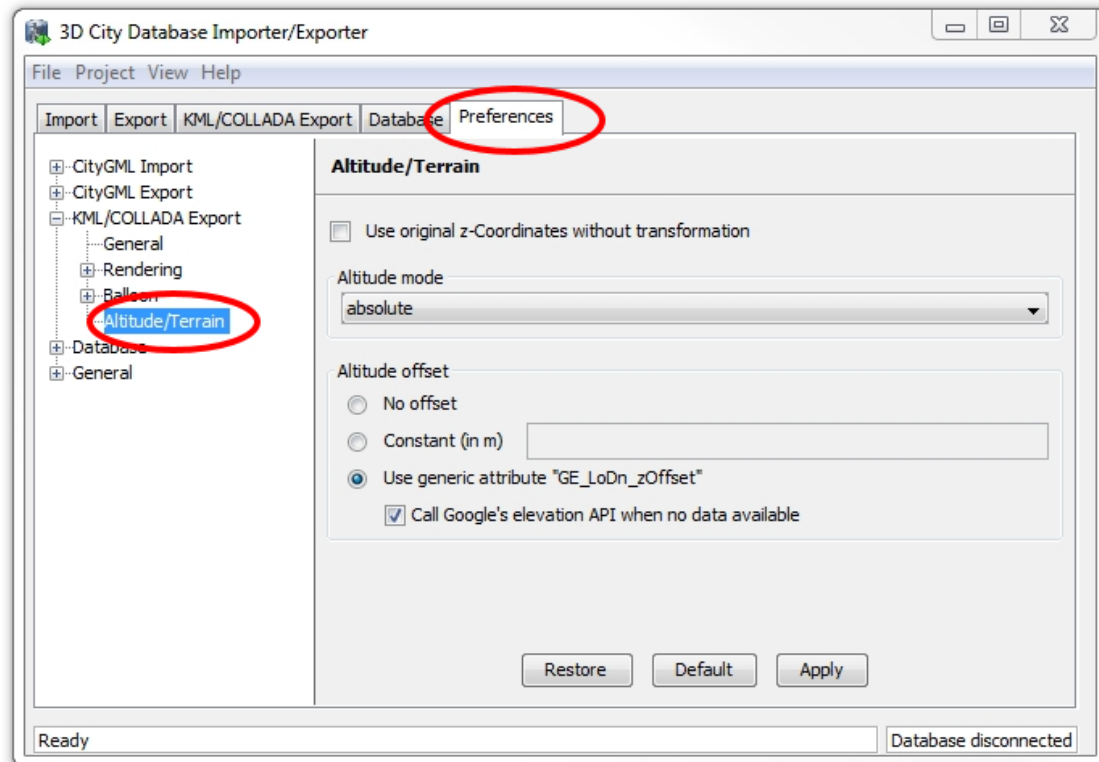 3D City Database Importer/Exporter
File Project View Help
Import Export KML/COLLADA Export Database Preferences
CityGML Import
CityGML Export
KML/COLLADA Export
General
Rendering
Balloon
Altitude/Terrain
Database
General
Altitude/Terrain
Use original z-Coordinates without transformation
Altitude mode
absolute
Altitude offset
No offset
Constant (in m)
Use generic attribute "GE_LoDn_zOffset"
Call Google's elevation API when no data available
Restore Default Apply
Ready Database disconnected